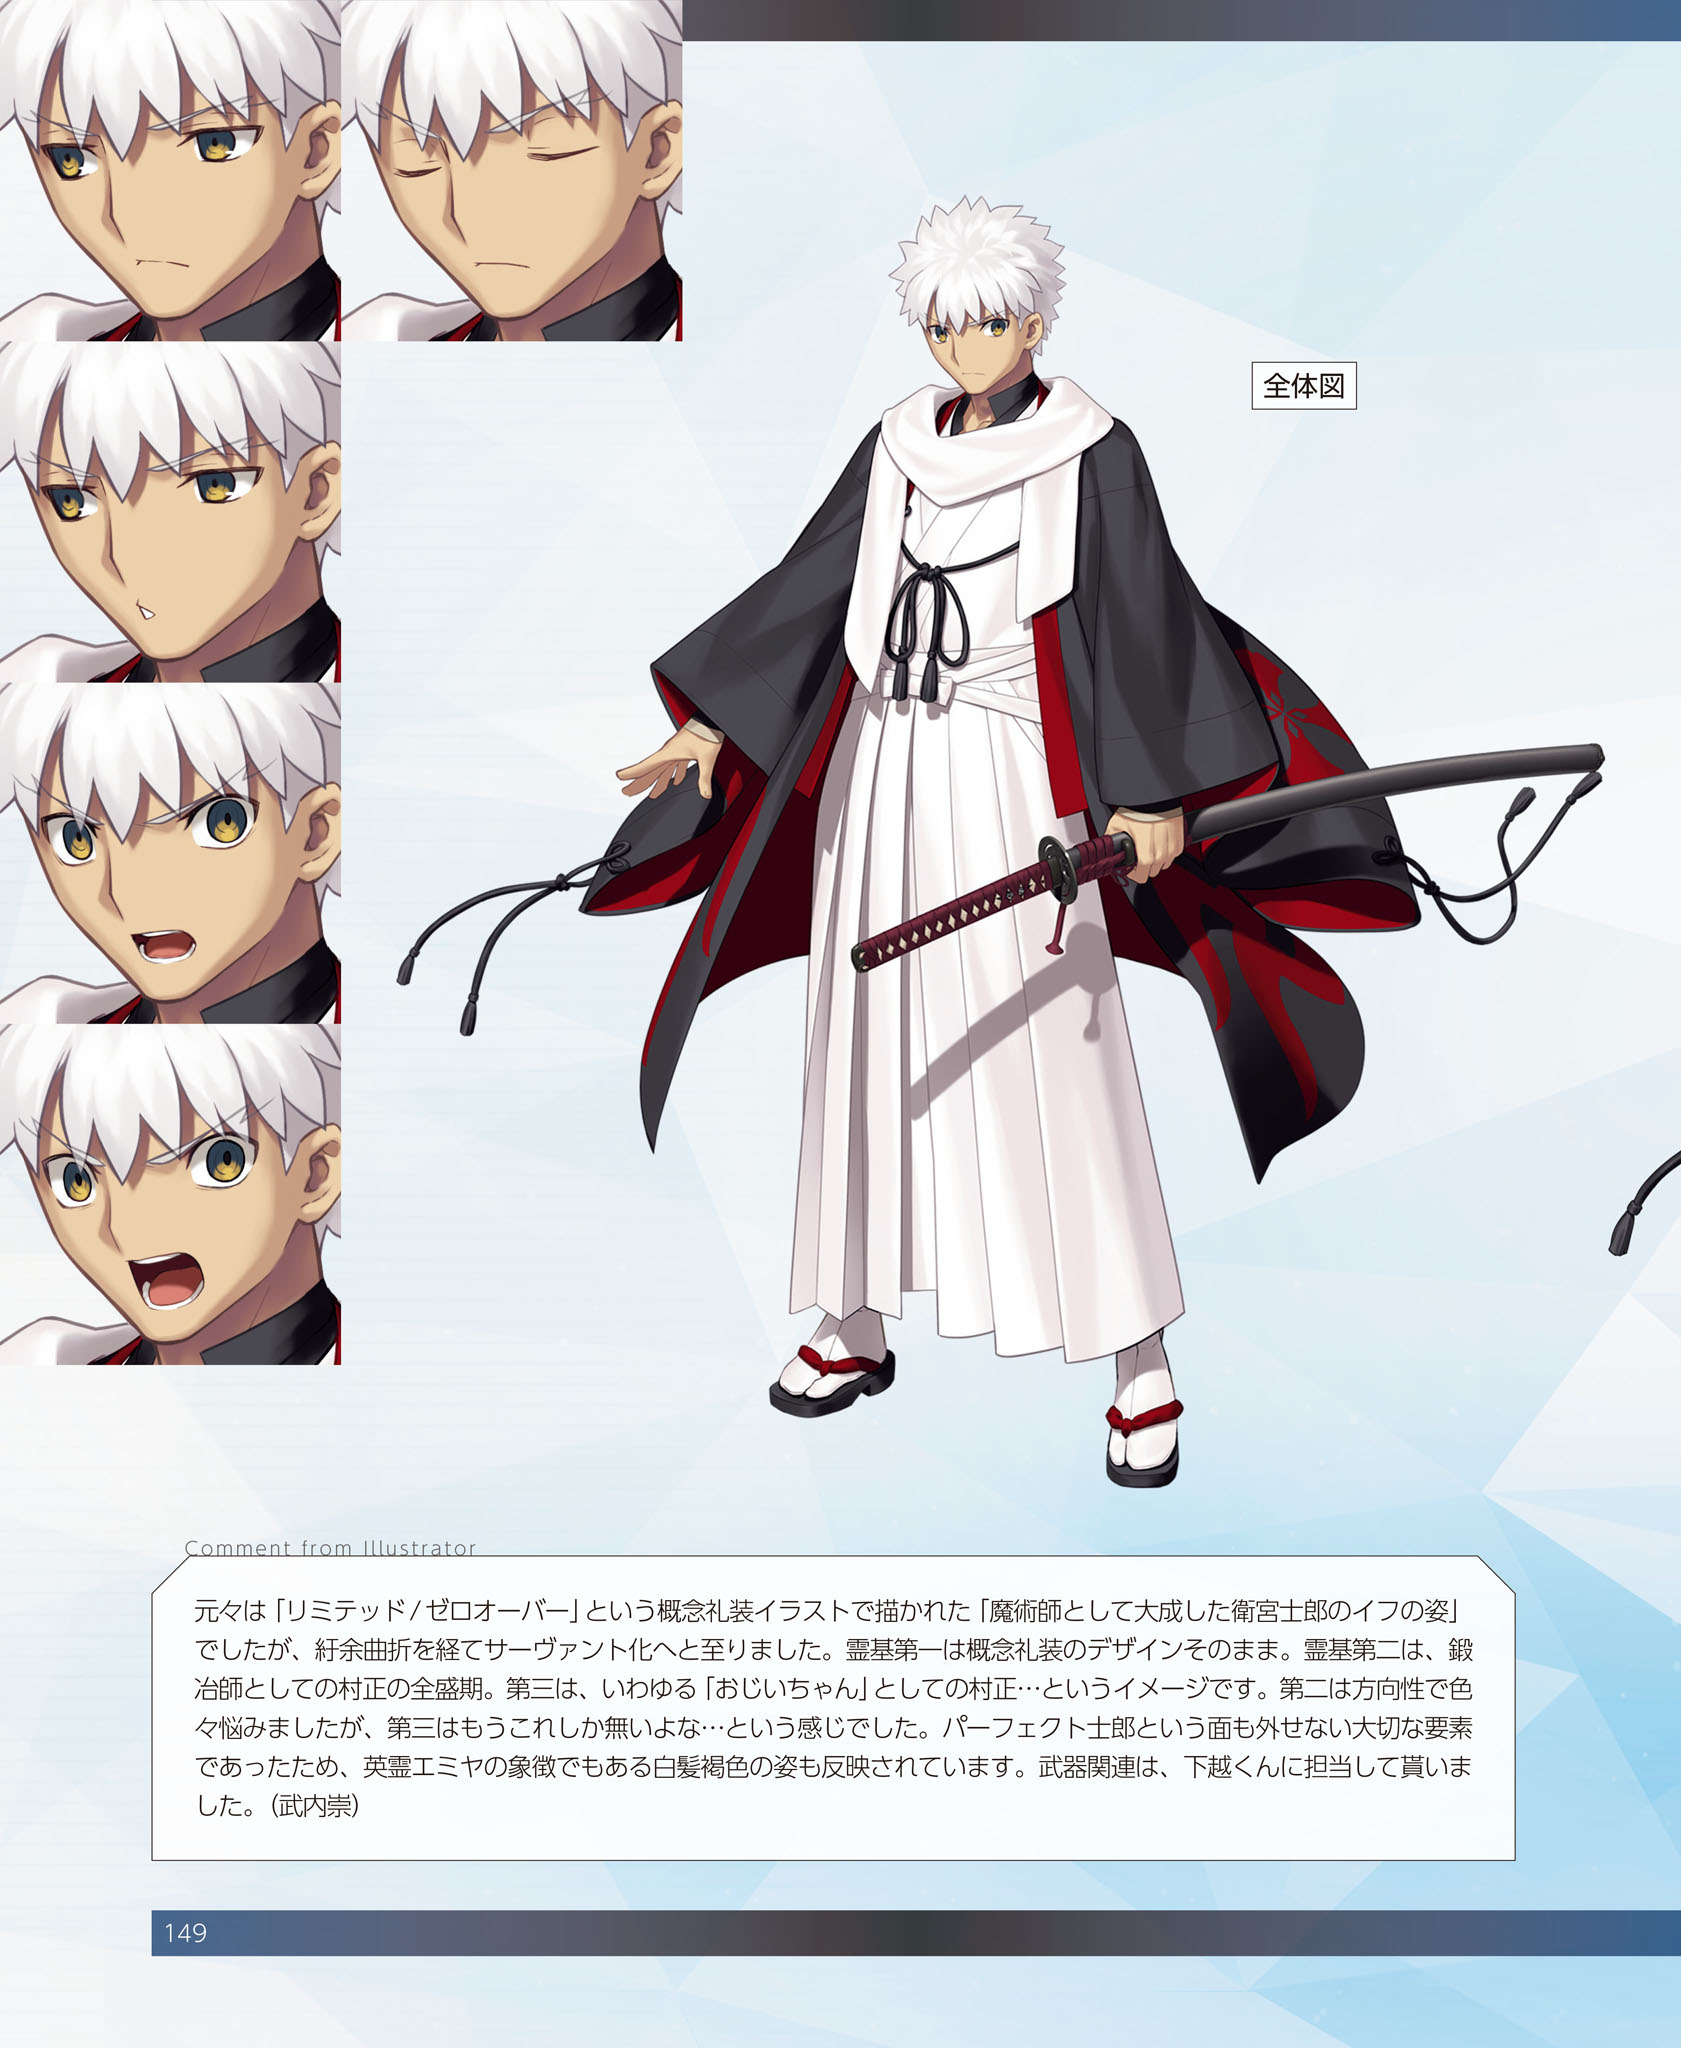 全体図
Comment from Illustrator
元々は「リミテッド/ゼロオーバー」という概念礼装イラストで描かれた「魔術師として大成した衛宮士郎のイフの姿」
でしたが、紆余曲折を経てサーヴァント化へと至りました。霊基第一は概念礼装のデザインそのまま。霊基第二は、鍛
冶師としての村正の全盛期。第三は、いわゆる「おじいちゃん」としての村正…というイメージです。第二は方向性で色
々悩みましたが、第三はもうこれしか無いよな…という感じでした。パーフェクト士郎という面も外せない大切な要素
であったため、英霊エミヤの象徴でもある白髪褐色の姿も反映されています。武器関連は、下越くんに担当して貰いま
した。（武内崇）
149